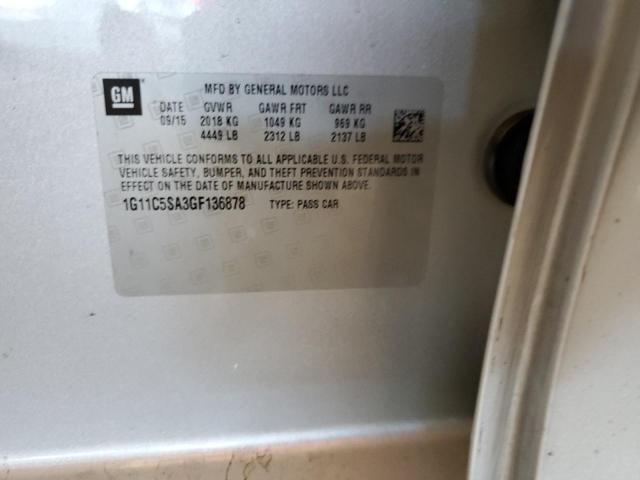 GM
MFD BY GENERAL MOTORS LLC
DATE GVWR GAWR FRT GAWR RR
09/15 2018 KG 1049 KG 969 KG
4449 LB 2312 LB 2137 LB
THIS VEHICLE CONFORMS TO ALL APPLICABLE U.S. FEDERAL MOTOR
VEHICLE SAFETY, BUMPER, AND THEFT PREVENTION STANDARDS IN
EFFECT ON THE DATE OF MANUFACTURE SHOWN ABOVE.
1G11C5SA3GF136878 TYPE: PASS CAR